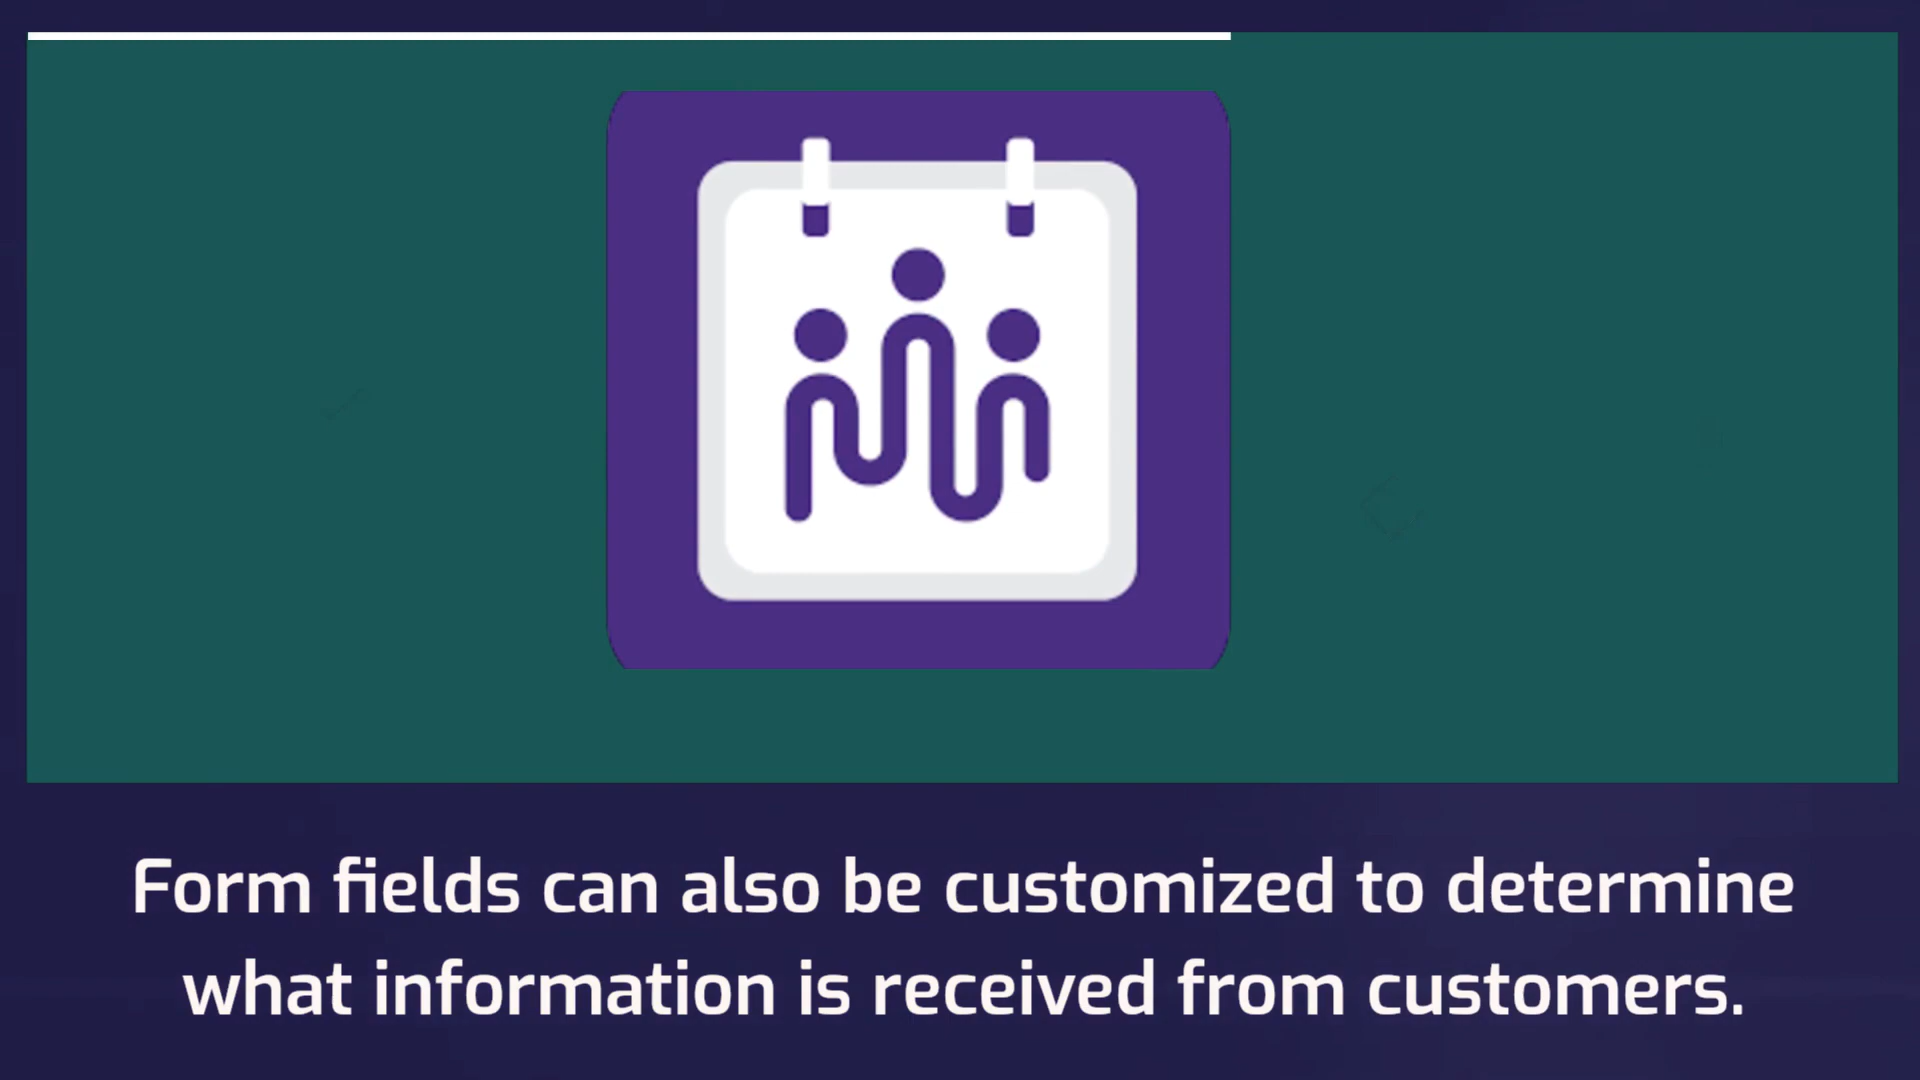 Form fields can also be customized to determine
what information is received from customers.